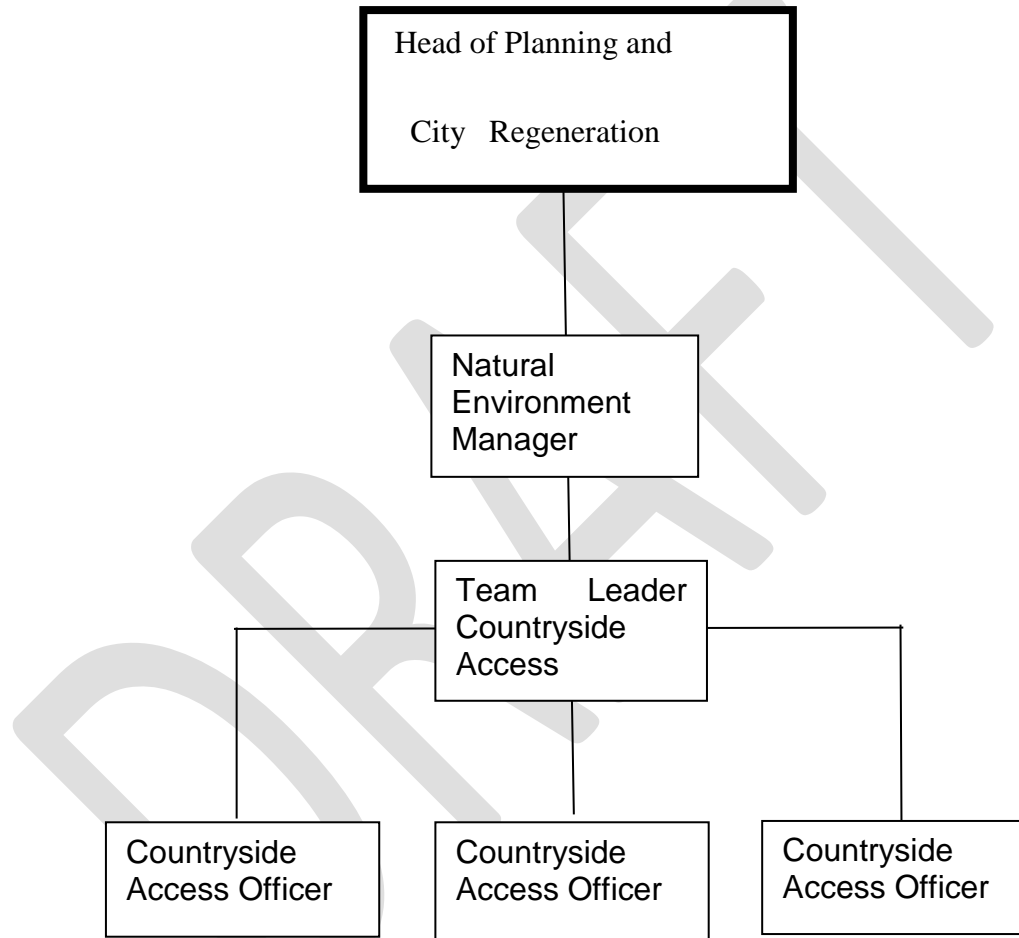 Head of Planning and
City Regeneration
Natural
Environment
Manager
Team Leader
Countryside
Access
Countryside
Access Officer
Countryside
Access Officer
Countryside
Access Officer
DRAFT